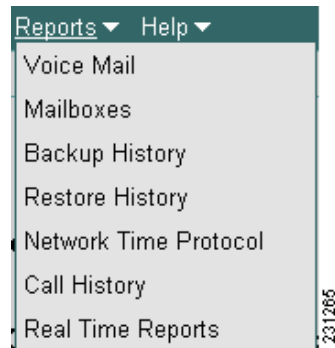 Reports Help
Voice Mail
Mailboxes
Backup History
Restore History
Network Time Protocol
Call History
Real Time Reports
231265